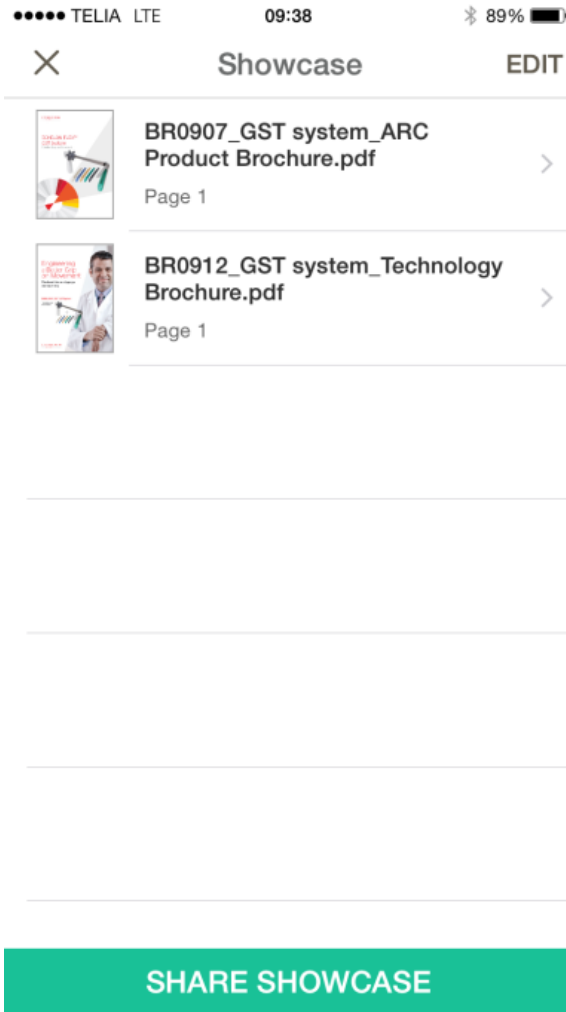 TELIA LTE 09:38 89%
Showcase EDIT
BR0907_GST system_ARC
Product Brochure.pdf
Page 1
Engineering
BR0912_GST system_Technology
Brochure.pdf
Page 1
SHARE SHOWCASE